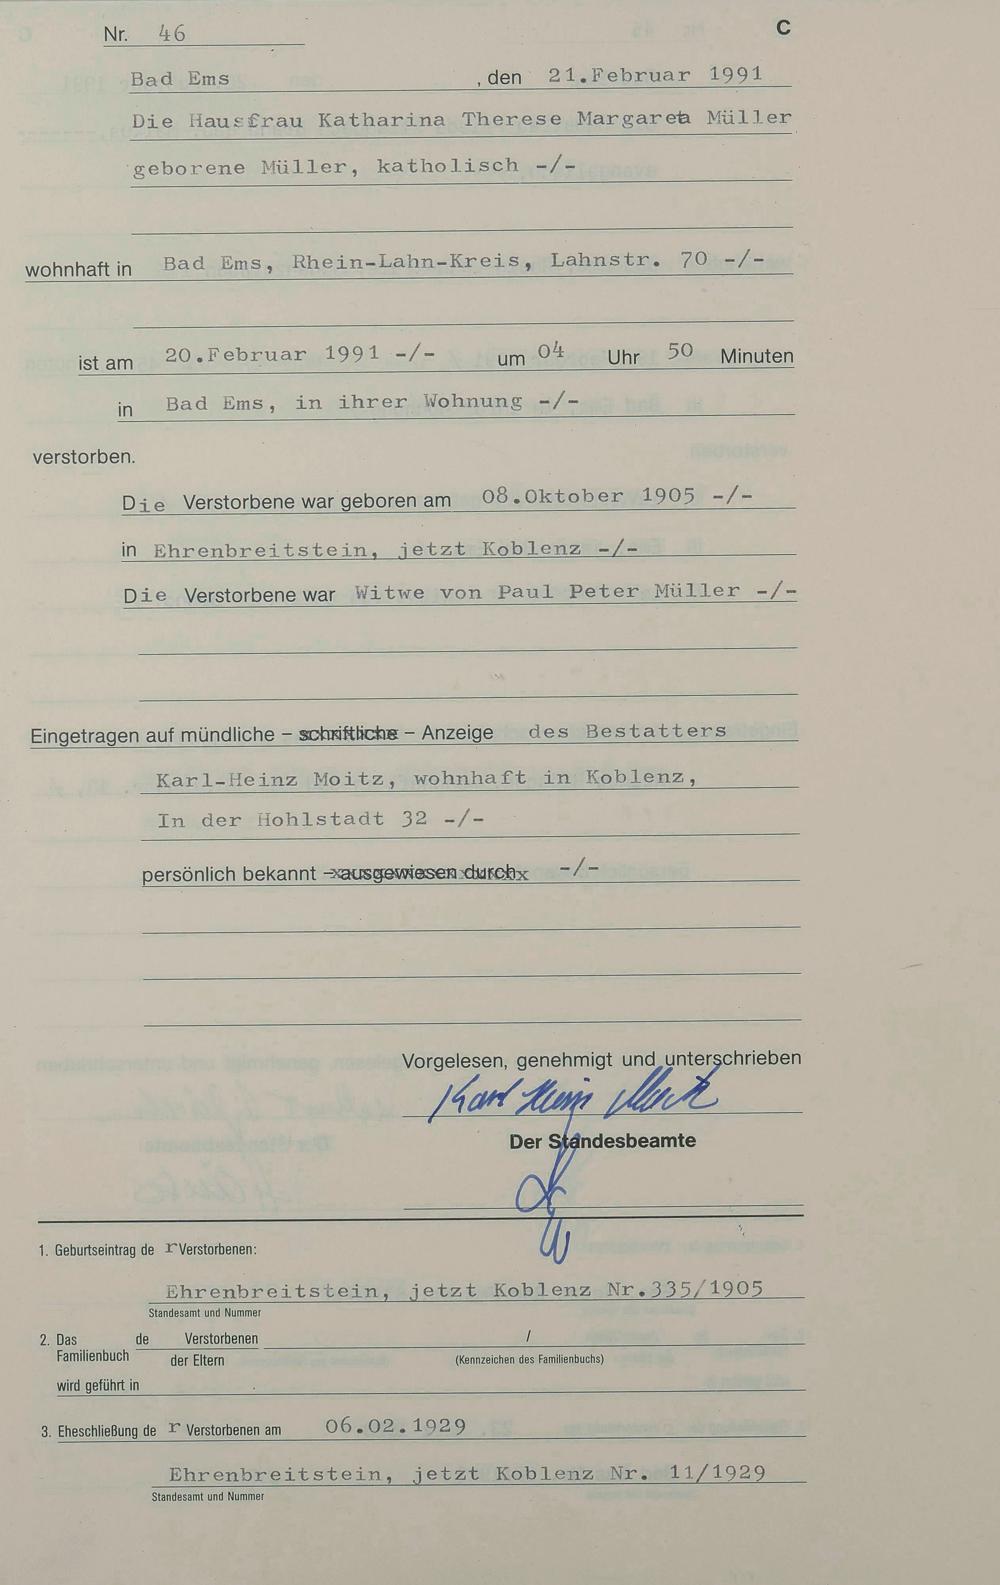 Nr. 46
C
Bad Ems , den 21.Februar 1991
Die Hausfrau Katharina Therese Margareta Müller
geborene Müller, katholisch -/-
wohnhaft in Bad Ems, Rhein-Lahn-Kreis, Lahnstr. 70 -/-
ist am 20.Februar 1991 -/- um 04 Uhr 50 Minuten
in Bad Ems, in ihrer Wohnung -/-
verstorben.
Die Verstorbene war geboren am 08.Oktober 1905 -/-
in Ehrenbreitstein, jetzt Koblenz -/-
Die Verstorbene war Witwe von Paul Peter Müller -/-
Eingetragen auf mündliche – schriftliche – Anzeige des Bestatters
Karl-Heinz Moitz, wohnhaft in Koblenz,
In der Hohlstadt 32 -/-
persönlich bekannt – ausgewiesen durch -/-
Vorgelesen, genehmigt und unterschrieben
Karl Heinz
Der Standesbeamte
1. Geburtseintrag de r Verstorbenen:
Ehrenbreitstein, jetzt Koblenz Nr.335/1905
Standesamt und Nummer
2. Das de Verstorbenen /
Familienbuch der Eltern (Kennzeichen des Familienbuchs)
wird geführt in
3. Eheschließung de r Verstorbenen am 06.02.1929
Ehrenbreitstein, jetzt Koblenz Nr. 11/1929
Standesamt und Nummer